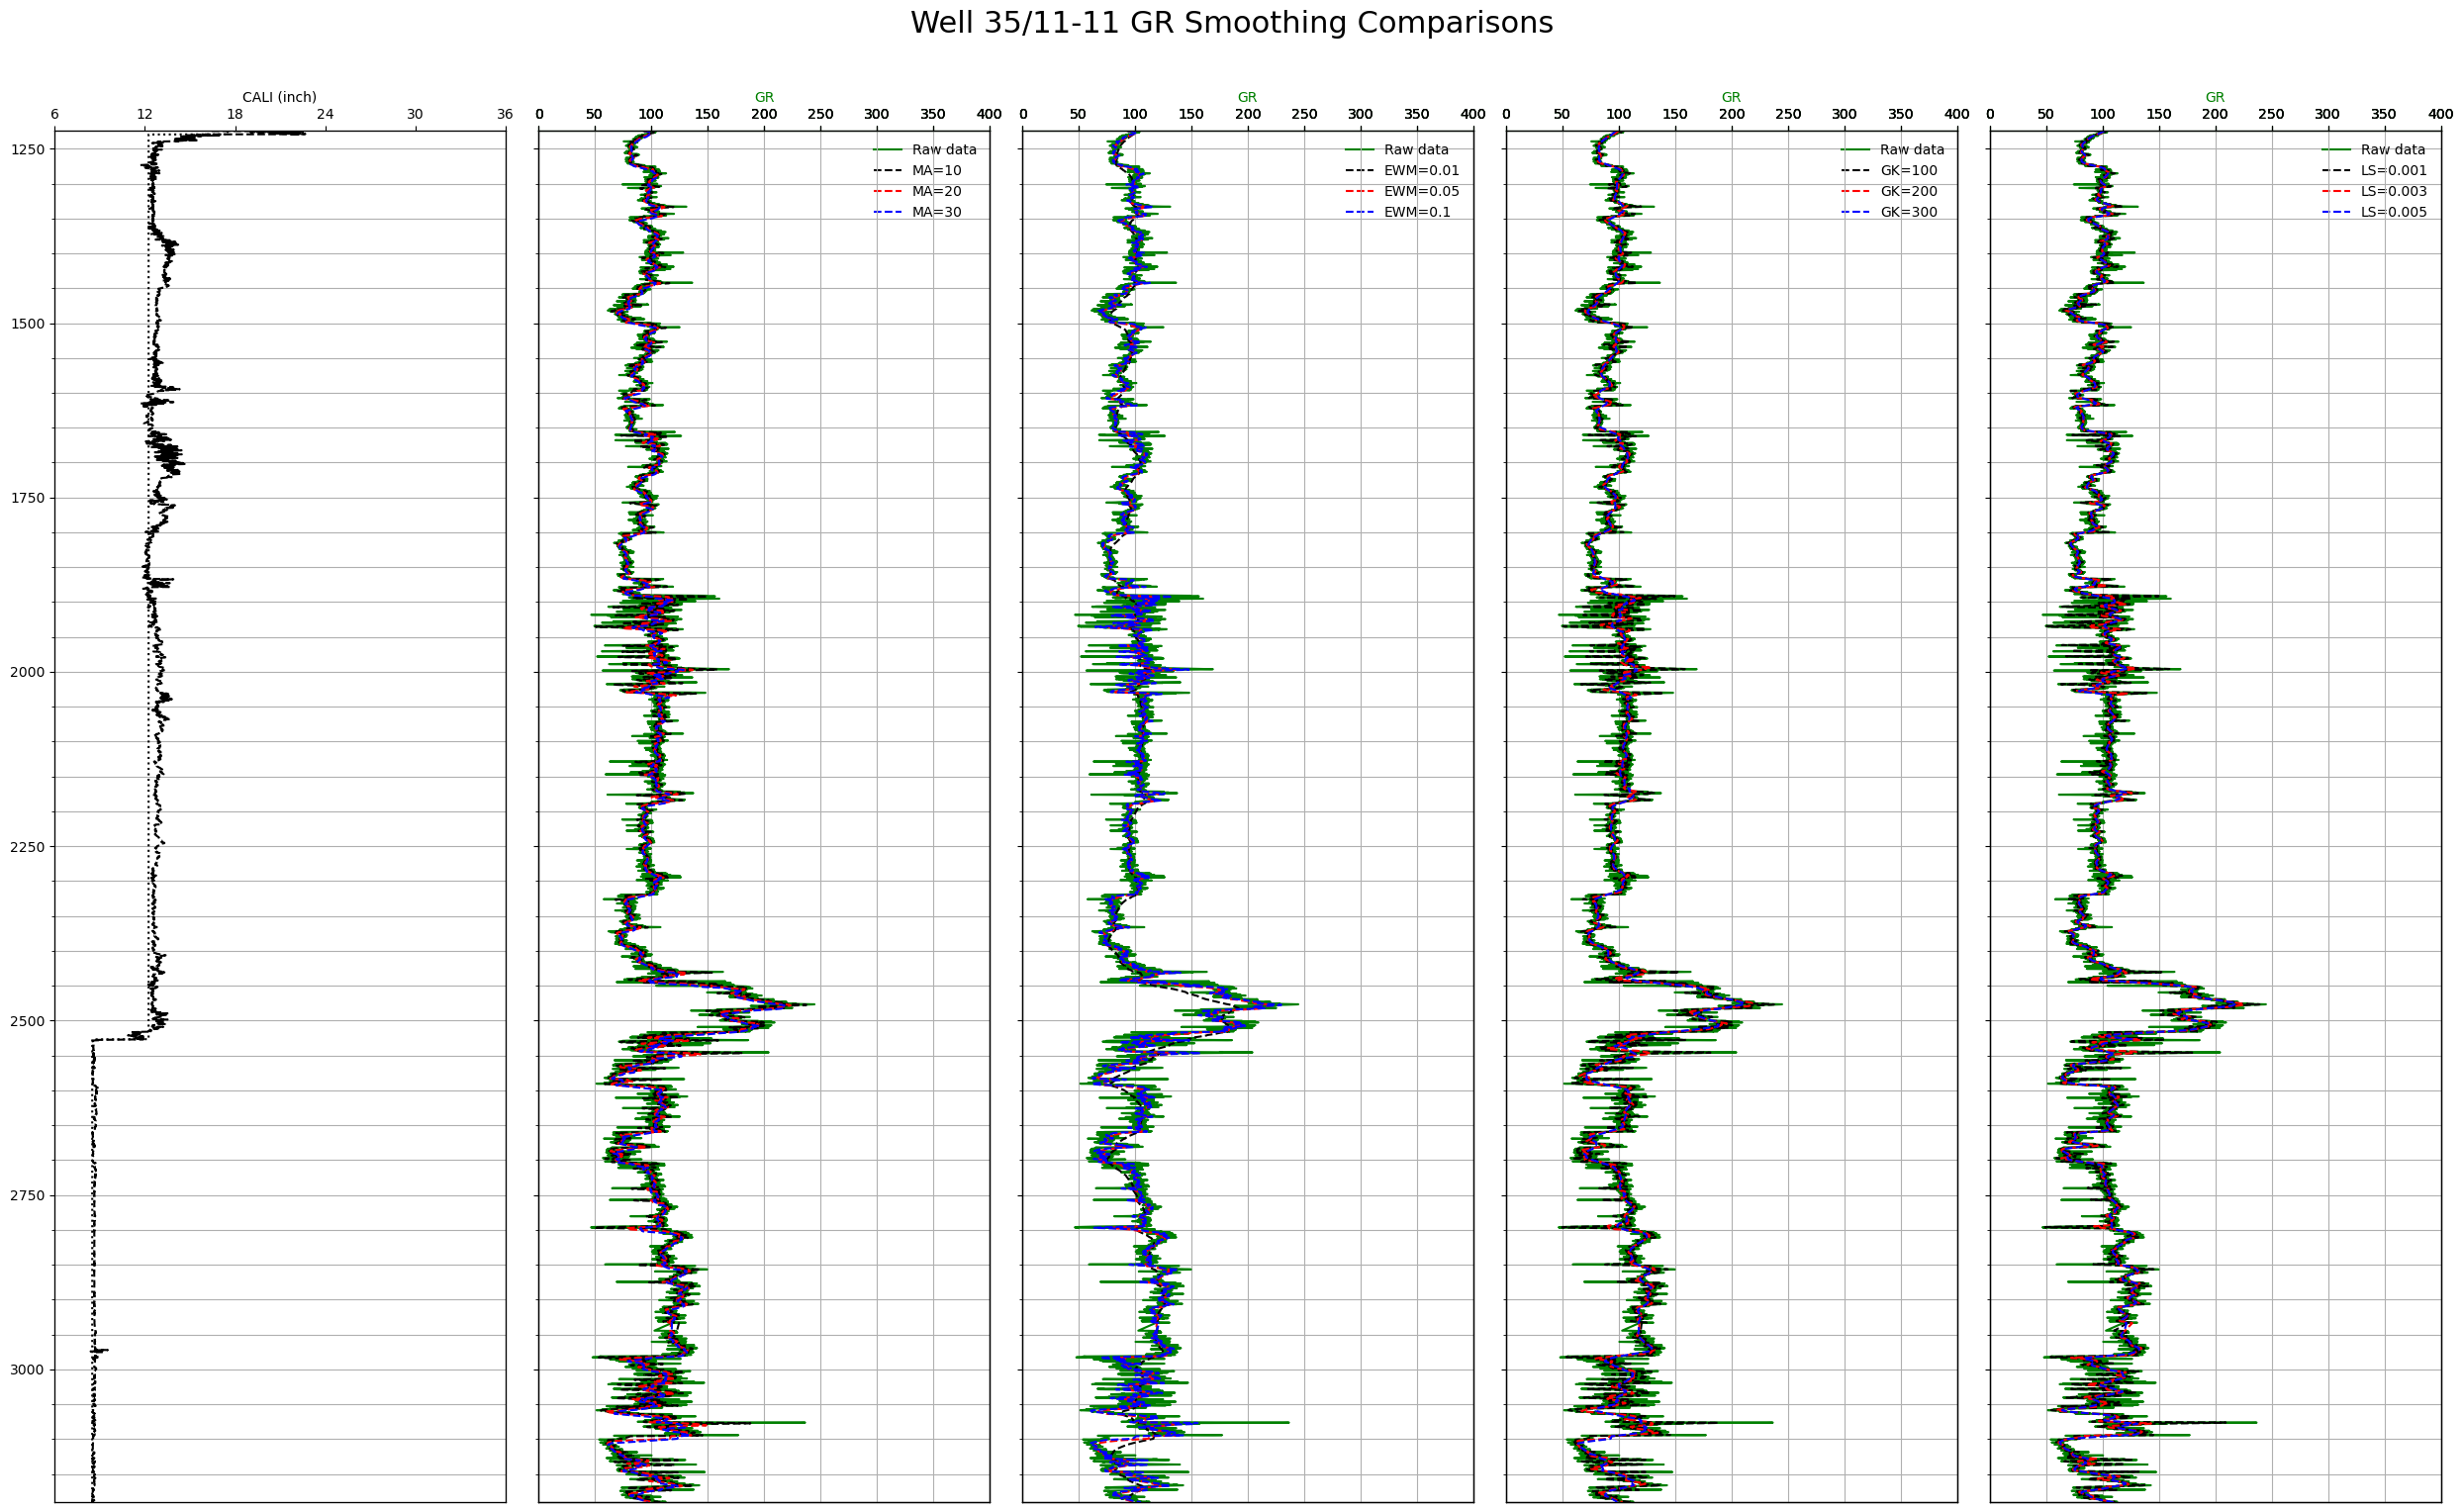 Well 35/11-11 GR Smoothing Comparisons
CALI (inch)
6 12 18 24 30 36
GR
0 50 100 150 200 250 300 350 400
GR
0 50 100 150 200 250 300 350 400
GR
0 50 100 150 200 250 300 350 400
GR
0 50 100 150 200 250 300 350 400
1250
1500
1750
2000
2250
2500
2750
3000
Raw data
MA=10
MA=20
MA=30
Raw data
EWM=0.01
EWM=0.05
EWM=0.1
Raw data
GK=100
GK=200
GK=300
Raw data
LS=0.001
LS=0.003
LS=0.005